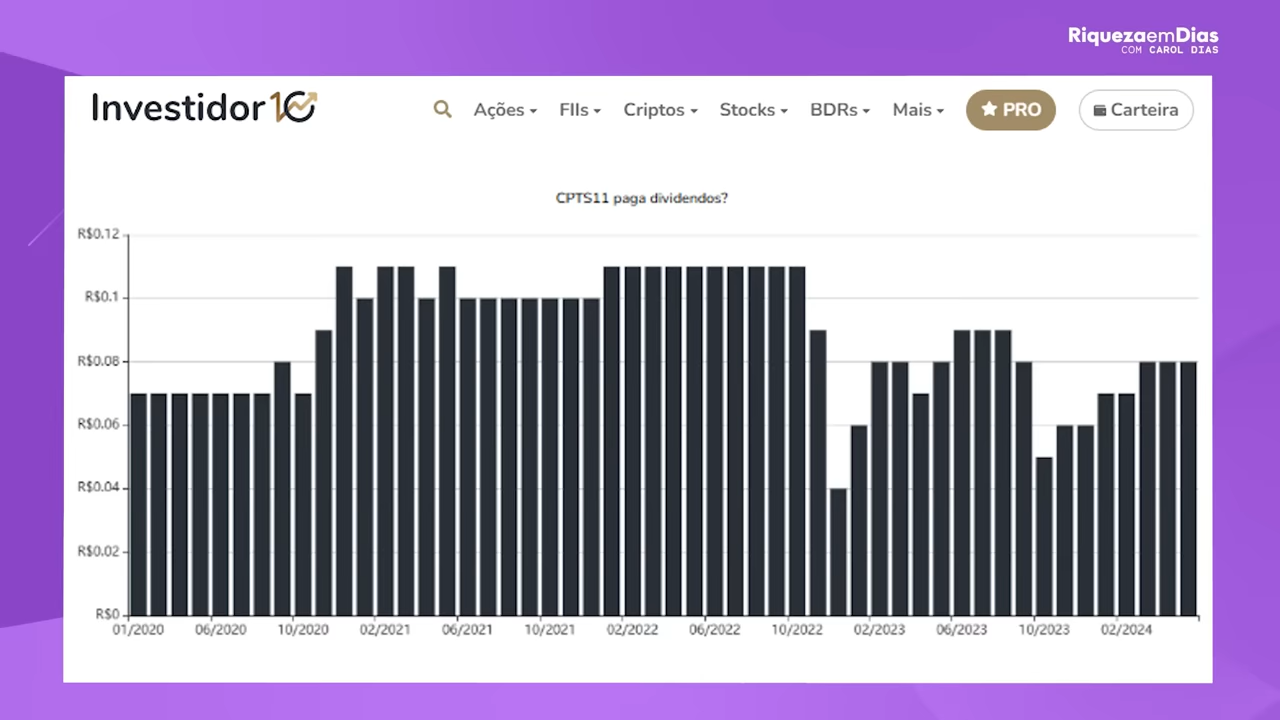 RiquezaemDias
COM CAROL DIAS
Investidor 10
Ações
FIIs
Criptos
Stocks
BDRs
Mais
PRO
Carteira
CPTS11 paga dividendos?
R$0.12
R$0.1
R$0.08
R$0.06
R$0.04
R$0.02
R$0
01/2020 06/2020 10/2020 02/2021 06/2021 10/2021 02/2022 06/2022 10/2022 02/2023 06/2023 10/2023 02/2024